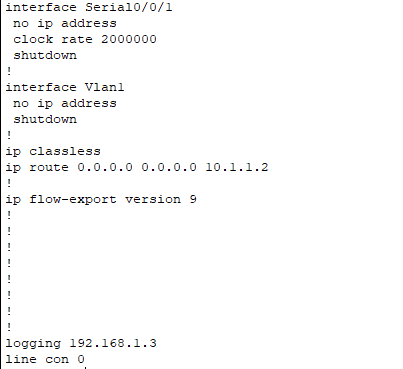 interface Serial0/0/1
 no ip address
 clock rate 2000000
 shutdown
!
interface Vlan1
 no ip address
 shutdown
!
ip classless
ip route 0.0.0.0 0.0.0.0 10.1.1.2
!
ip flow-export version 9
!
!
!
!
!
!
!
!
logging 192.168.1.3
line con 0